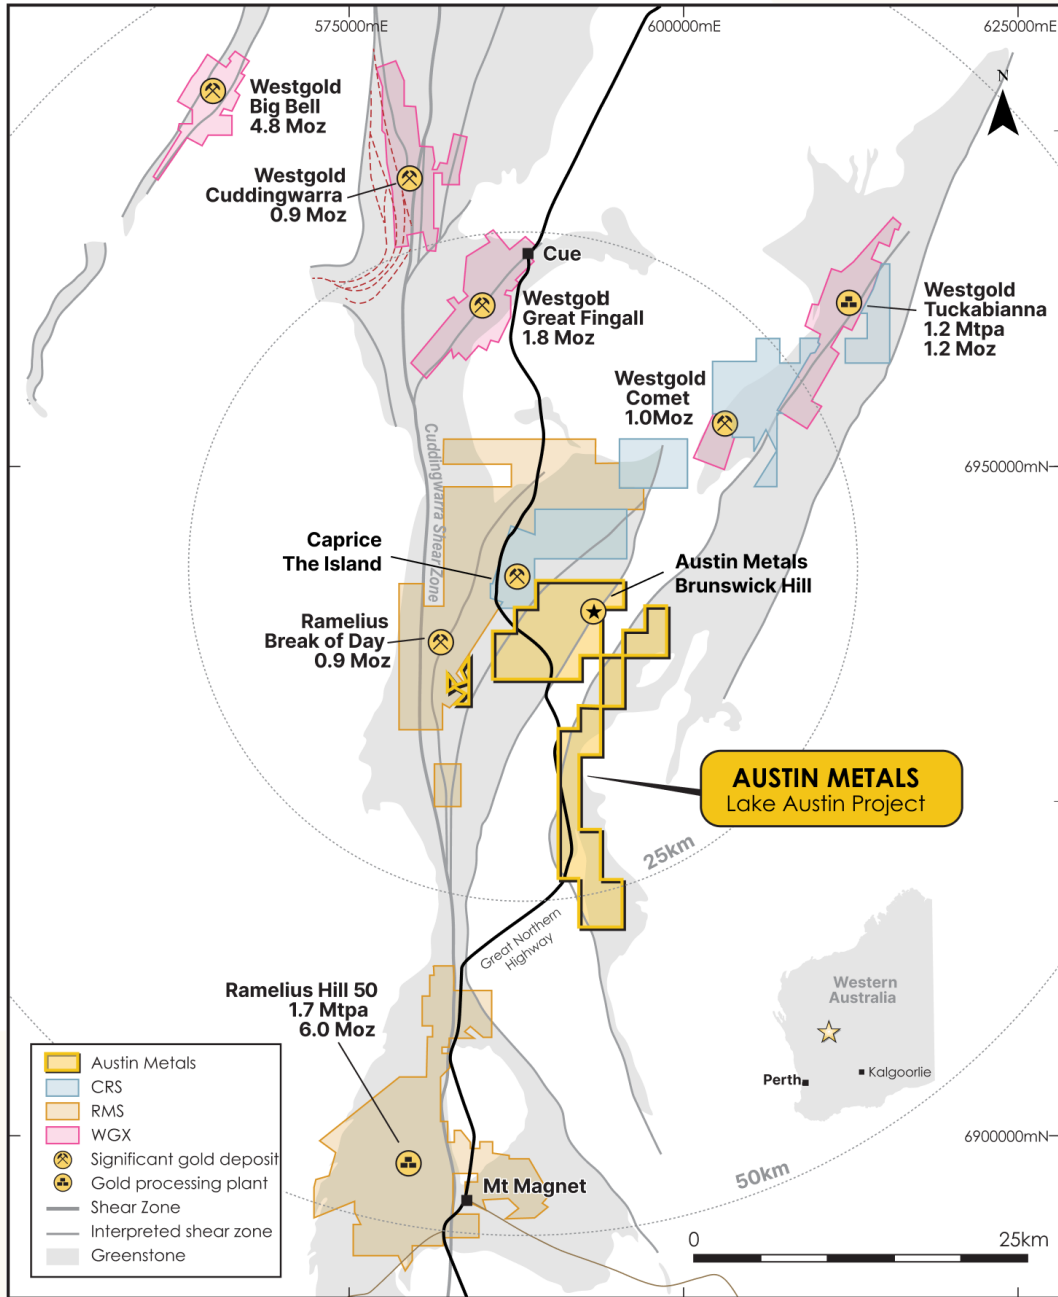 575000mE
600000mE
625000mE
N
Westgold
Big Bell
4.8 Moz
Westgold
Cuddingwarra
0.9 Moz
Cue
Westgold
Great Fingall
1.8 Moz
Westgold
Tuckabianna
1.2 Mtpa
1.2 Moz
Westgold
Comet
1.0Moz
Cuddingwarra Shear Zone
6950000mN
Caprice
The Island
Austin Metals
Brunswick Hill
Ramelius
Break of Day
0.9 Moz
AUSTIN METALS
Lake Austin Project
25km
Great Northern
Highway
Ramelius Hill 50
1.7 Mtpa
6.0 Moz
Western
Australia
Perth
Kalgoorlie
Austin Metals
CRS
RMS
WGX
Significant gold deposit
Gold processing plant
Shear Zone
Interpreted shear zone
Greenstone
6900000mN
50km
Mt Magnet
0
25km